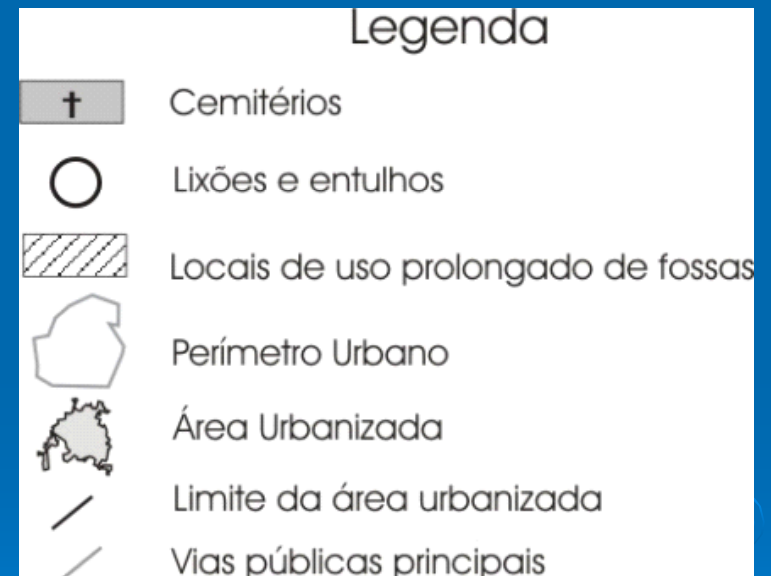 Legenda
Cemitérios
Lixões e entulhos
Locais de uso prolongado de fossas
Perímetro Urbano
Área Urbanizada
Limite da área urbanizada
Vias públicas principais